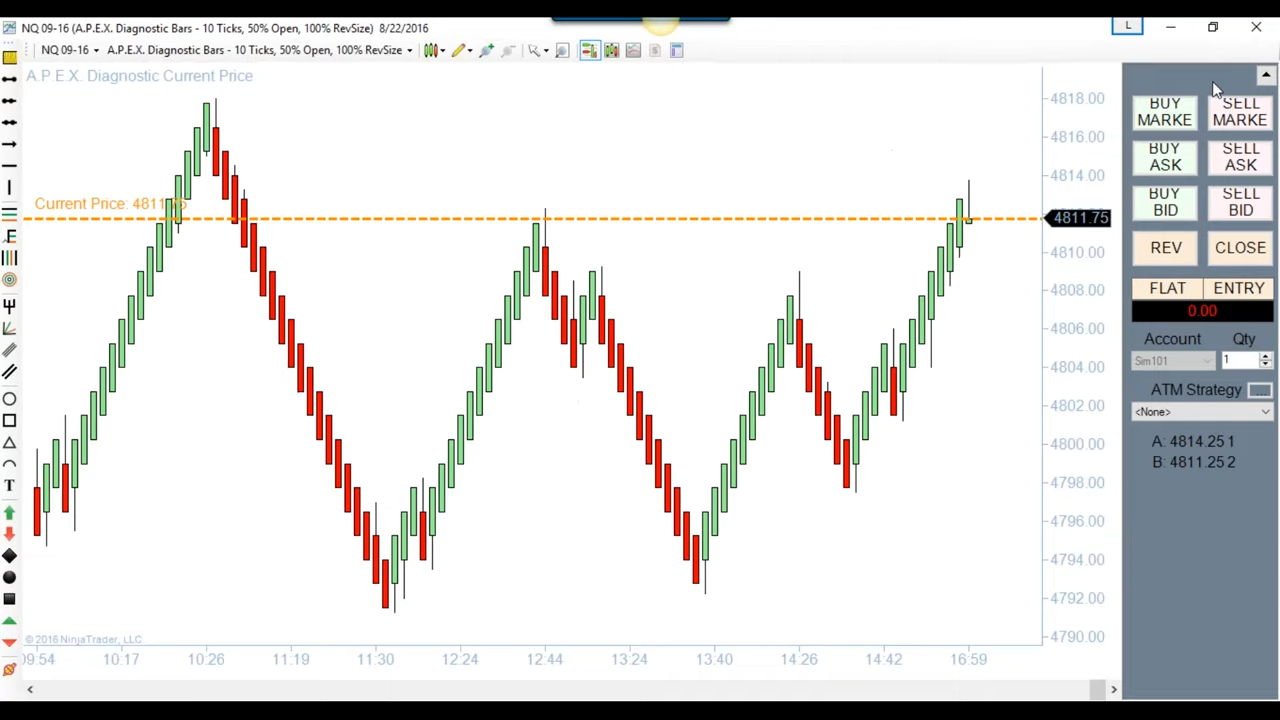 NQ 09-16 (A.P.E.X. Diagnostic Bars - 10 Ticks, 50% Open, 100% RevSize) 8/22/2016
L
NQ 09-16 A.P.E.X. Diagnostic Bars - 10 Ticks, 50% Open, 100% RevSize
A.P.E.X. Diagnostic Current Price
Current Price: 4811.75
4818.00
4816.00
4814.00
4811.75
4810.00
4808.00
4806.00
4804.00
4802.00
4800.00
4798.00
4796.00
4794.00
4792.00
4790.00
© 2016 NinjaTrader, LLC
09:54 10:17 10:26 11:19 11:30 12:24 12:44 13:24 13:40 14:26 14:42 16:59
BUY MARKE
SELL MARKE
BUY ASK
SELL ASK
BUY BID
SELL BID
REV CLOSE
FLAT ENTRY
0.00
Account Qty
Sim101 1
ATM Strategy ...
<None>
A: 4814.25 1
B: 4811.25 2
F
T